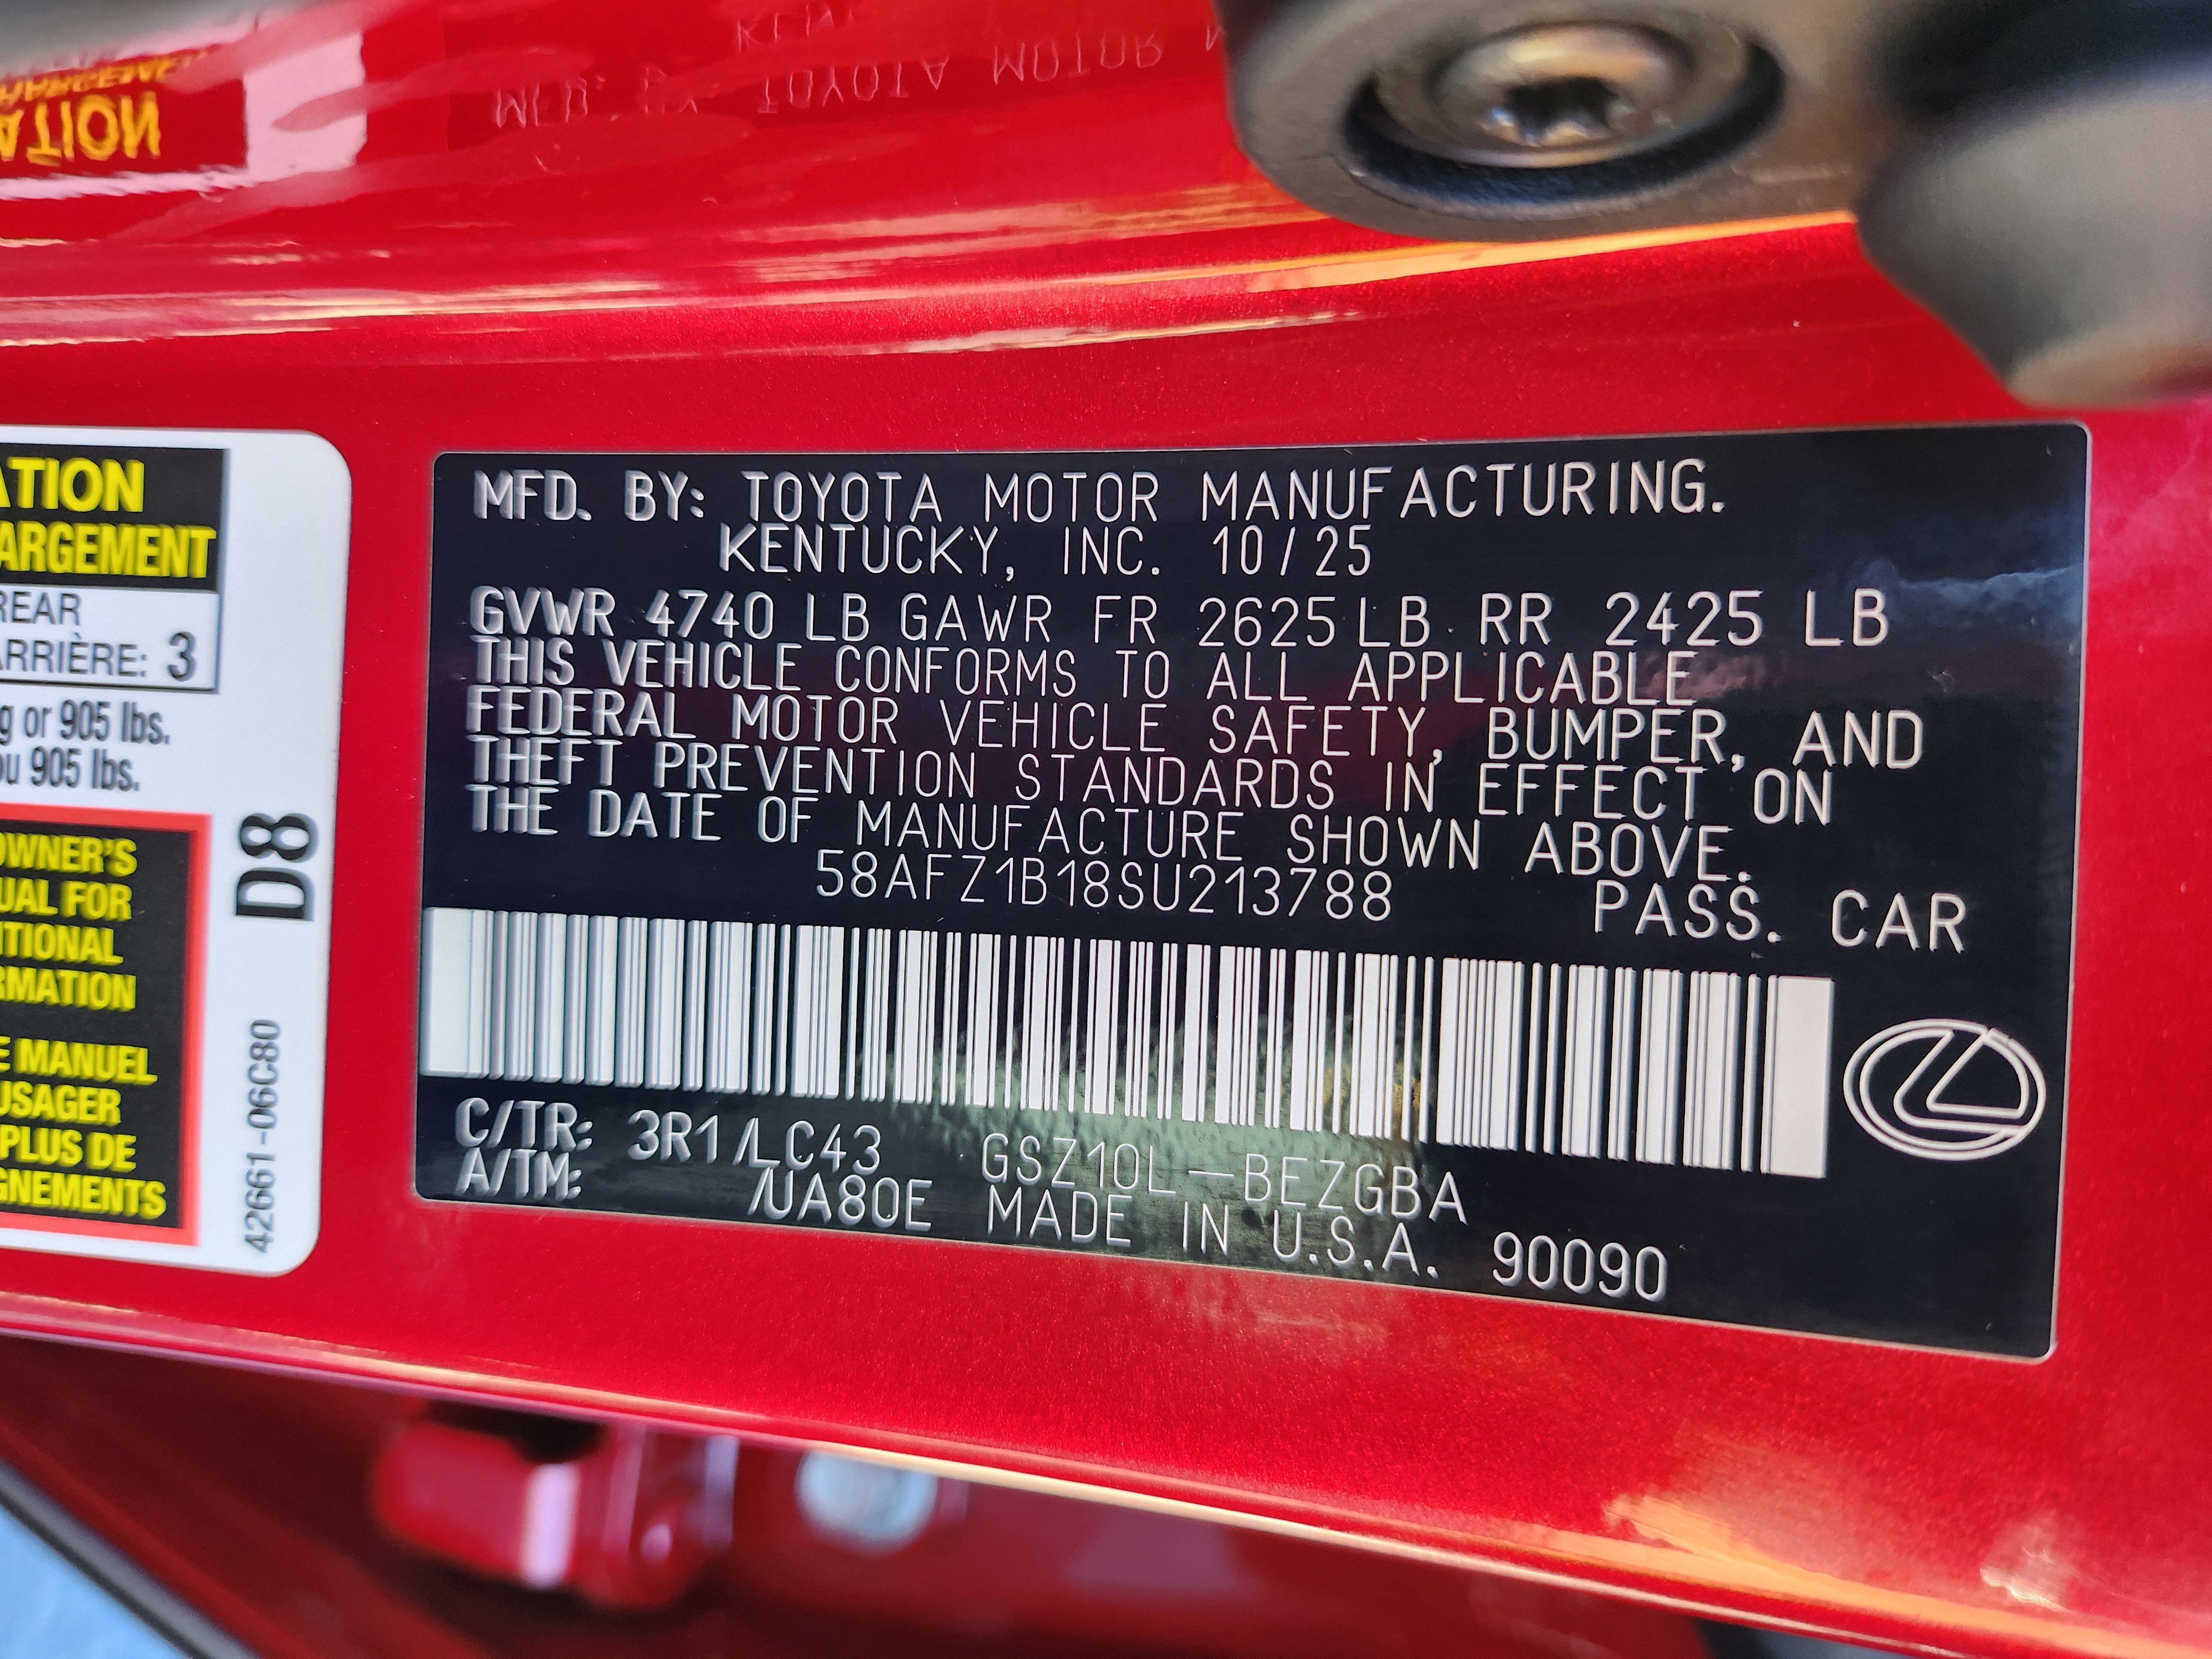 ATION
ARGEMENT
REAR
ARRIÈRE: 3
g or 905 lbs.
ou 905 lbs.
OWNER'S
UAL FOR
ITIONAL
RMATION
E MANUEL
USAGER
PLUS DE
GNEMENTS
D8
42661-06C80
MFD. BY: TOYOTA MOTOR MANUFACTURING.
KENTUCKY, INC. 10/25
GVWR 4740 LB GAWR FR 2625 LB RR 2425 LB
THIS VEHICLE CONFORMS TO ALL APPLICABLE
FEDERAL MOTOR VEHICLE SAFETY, BUMPER, AND
THEFT PREVENTION STANDARDS IN EFFECT ON
THE DATE OF MANUFACTURE SHOWN ABOVE.
58AFZ1B18SU213788 PASS. CAR
C/TR: 3R1/LC43 GSZ10L-BEZGBA
A/TM: /UA80E MADE IN U.S.A. 90090